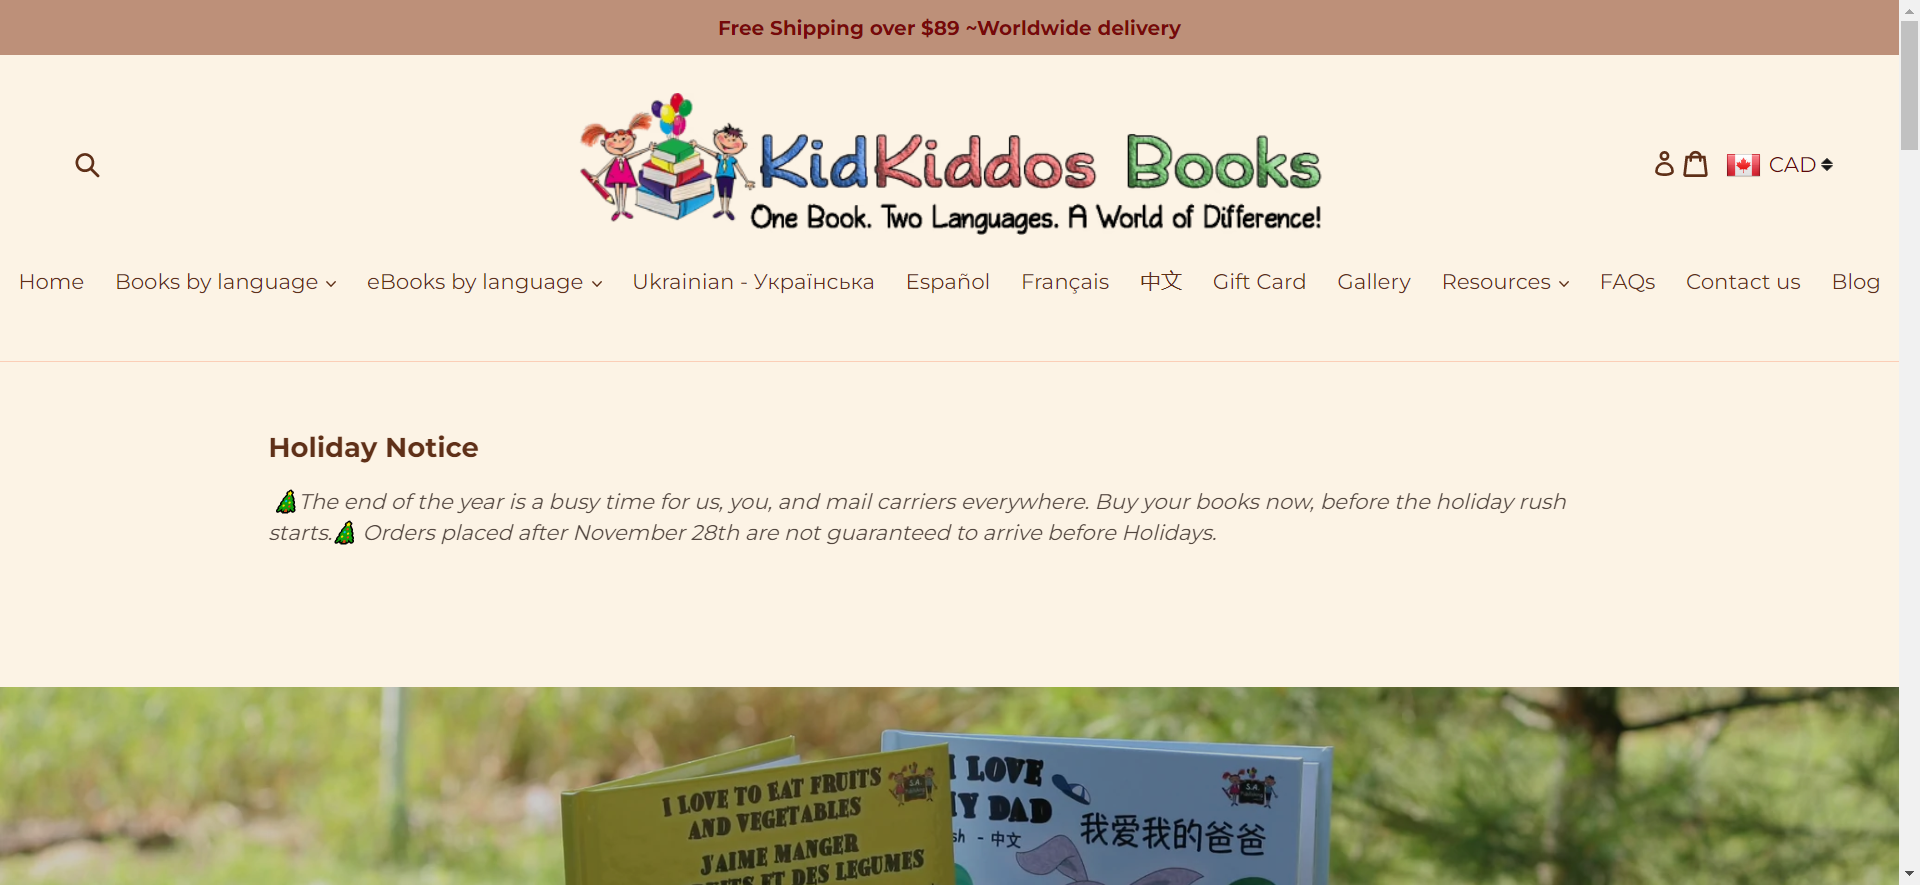 Free Shipping over $89 ~Worldwide delivery
KidKiddos Books
One Book. Two Languages. A World of Difference!
CAD
Home Books by language eBooks by language Ukrainian - Українська Español Français 中文 Gift Card Gallery Resources FAQs Contact us Blog
Holiday Notice
The end of the year is a busy time for us, you, and mail carriers everywhere. Buy your books now, before the holiday rush
starts. Orders placed after November 28th are not guaranteed to arrive before Holidays.
I LOVE TO EAT FRUITS
AND VEGETABLES
J'AIME MANGER
ET DES LEGUMES
I LOVE
DAD
- 中文
我爱我的爸爸
S.A.